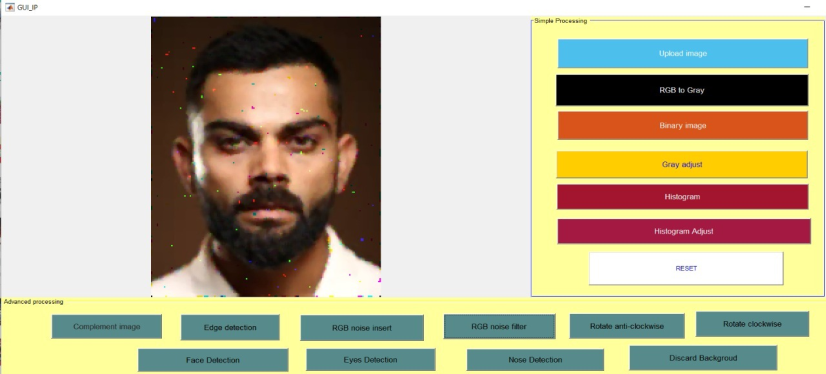 GUI_IP
Simple Processing
Upload image
RGB to Gray
Binary image
Gray adjust
Histogram
Histogram Adjust
RESET
Advanced processing
Complement image
Edge detection
RGB noise insert
RGB noise filter
Rotate anti-clockwise
Rotate clockwise
Face Detection
Eyes Detection
Nose Detection
Discard Backgroud